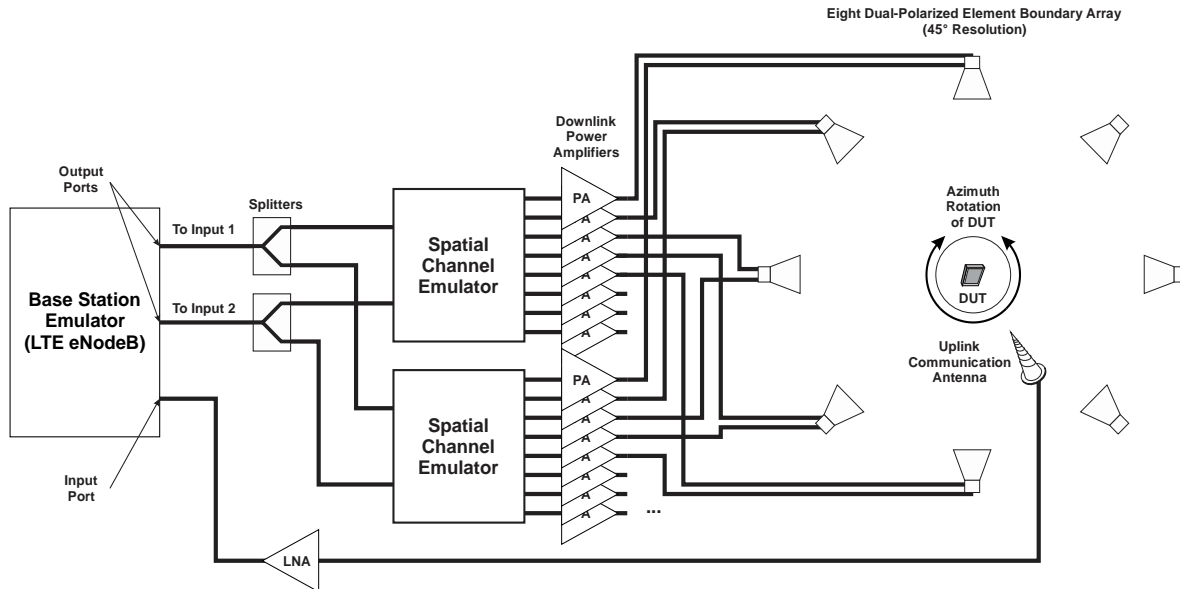 Eight Dual-Polarized Element Boundary Array
(45° Resolution)
Downlink
Power
Amplifiers
Output
Ports
Splitters
To Input 1
To Input 2
Base Station
Emulator
(LTE eNodeB)
Input
Port
Spatial
Channel
Emulator
PA
A
A
A
A
A
A
A
Spatial
Channel
Emulator
PA
A
A
A
A
A
A
A
...
Azimuth
Rotation
of DUT
DUT
Uplink
Communication
Antenna
LNA